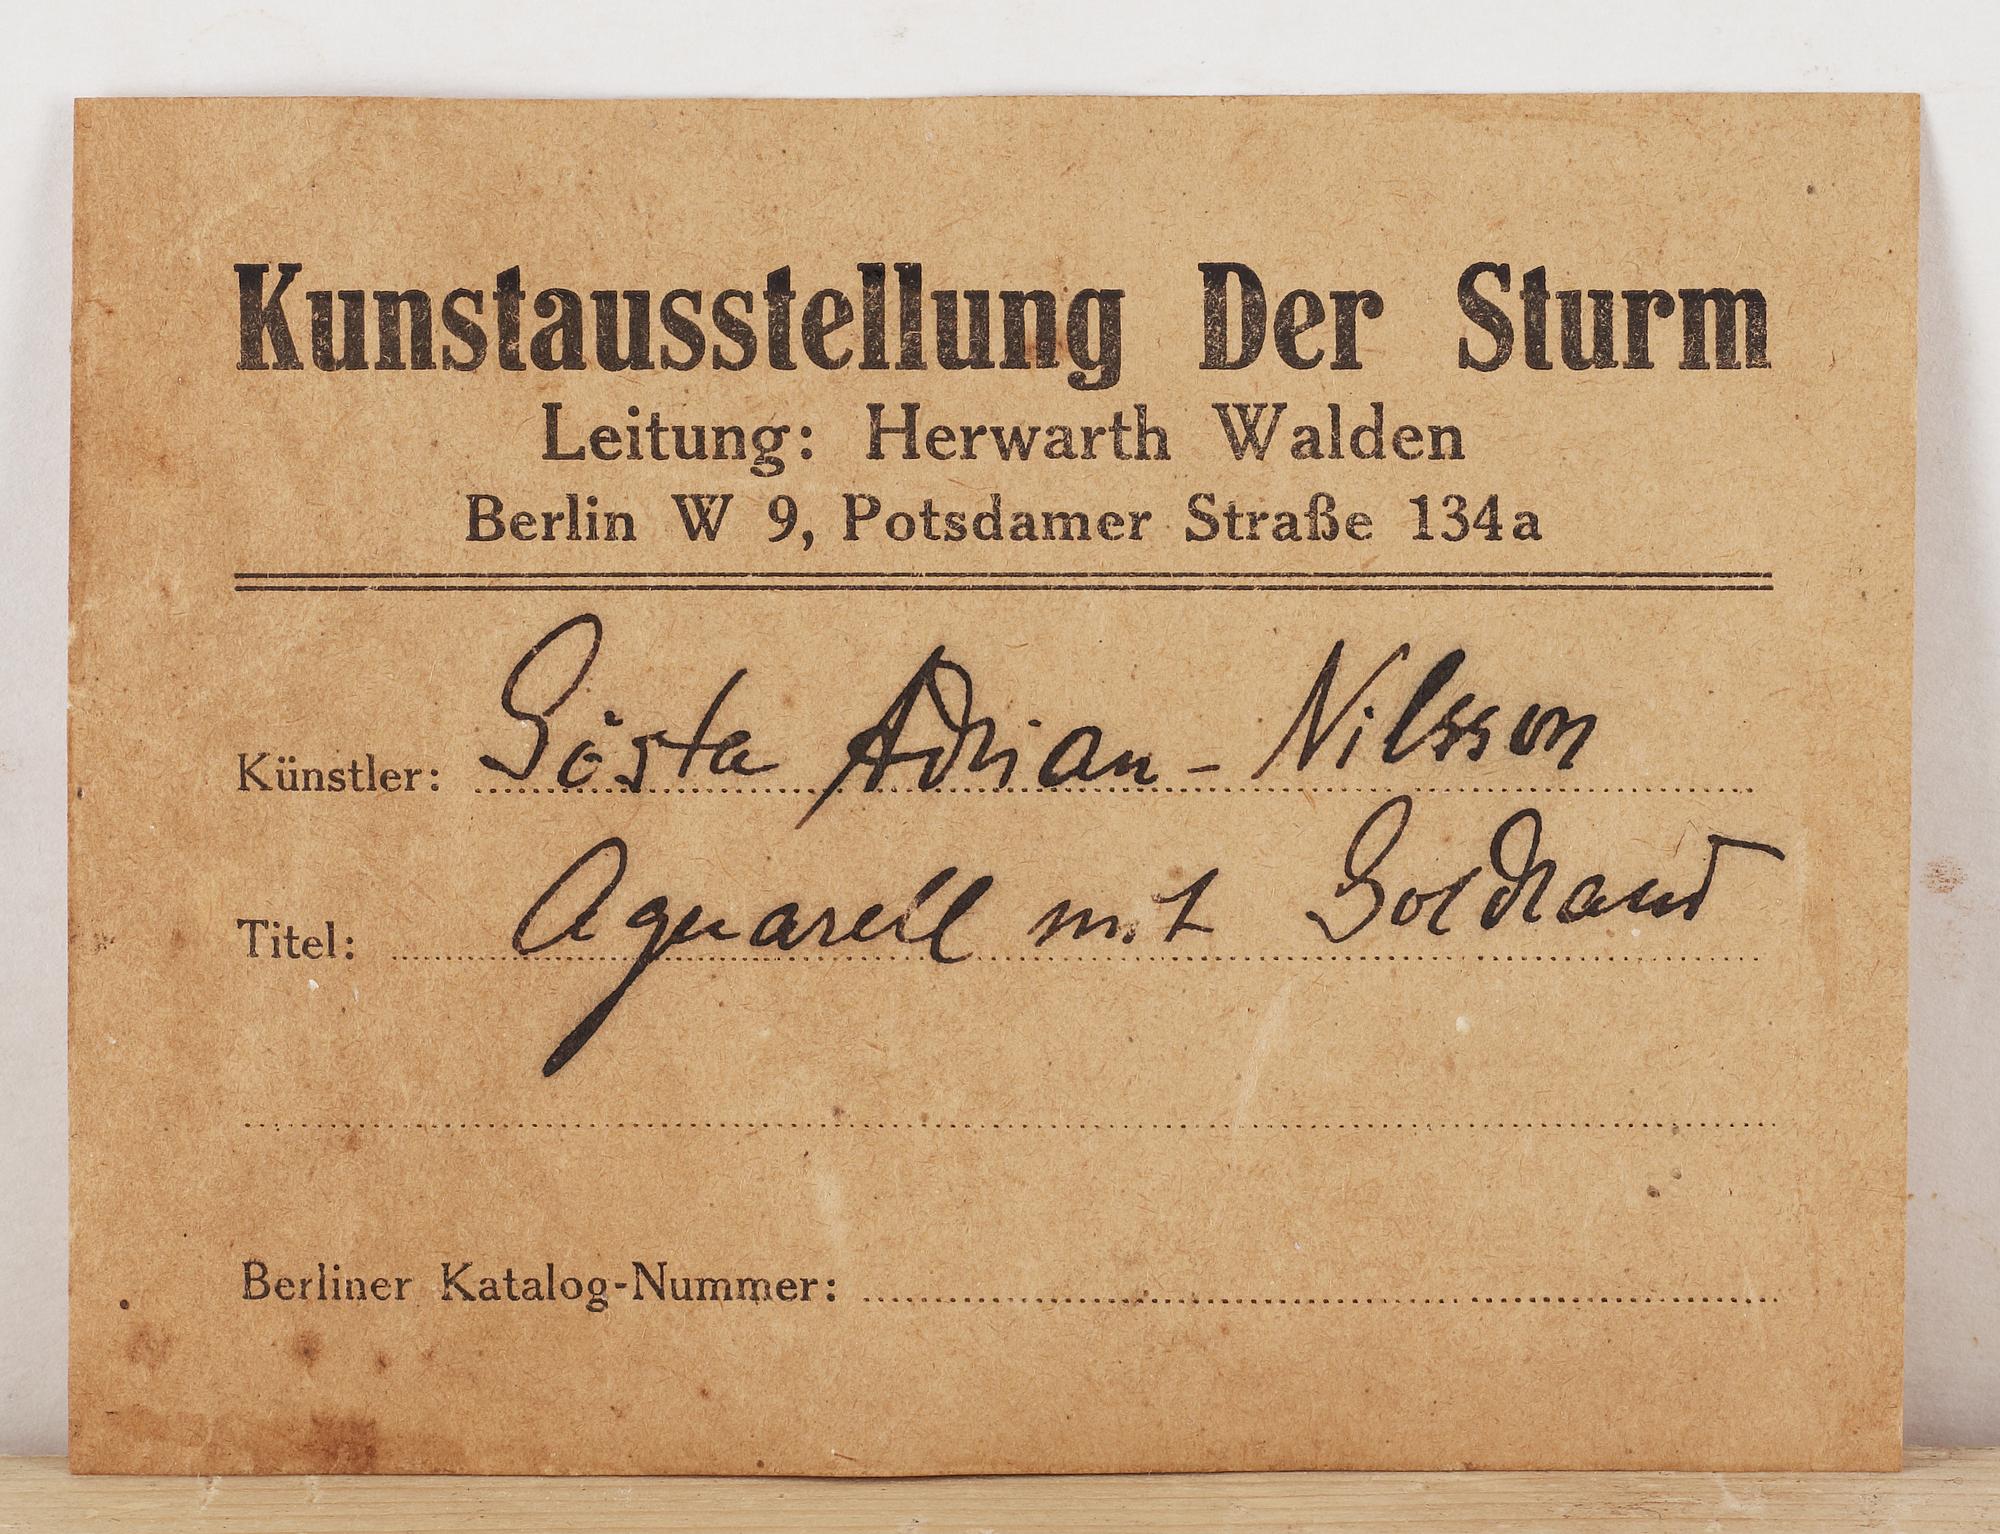 Kunstausstellung Der Sturm
Leitung: Herwarth Walden
Berlin W 9, Potsdamer Straße 134a
Künstler: Gösta Adrian-Nilsson
Titel: Aquarell mit Goldrand
Berliner Katalog-Nummer: